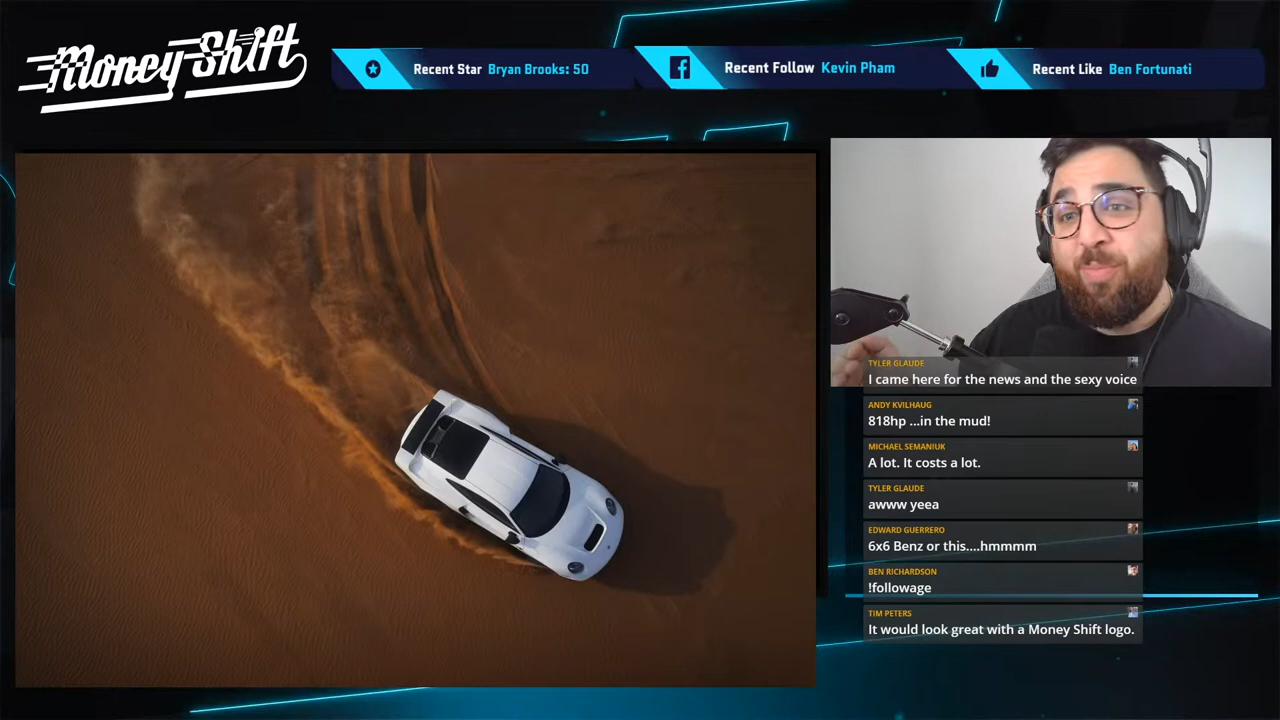 Money Shift
Recent Star Bryan Brooks: 50
Recent Follow Kevin Pham
Recent Like Ben Fortunati
TYLER GLAUDE
I came here for the news and the sexy voice
ANDY KVILHAUG
818hp ...in the mud!
MICHAEL SEMANIUK
A lot. It costs a lot.
TYLER GLAUDE
awww yeea
EDWARD GUERRERO
6x6 Benz or this....hmmmm
BEN RICHARDSON
!followage
TIM PETERS
It would look great with a Money Shift logo.